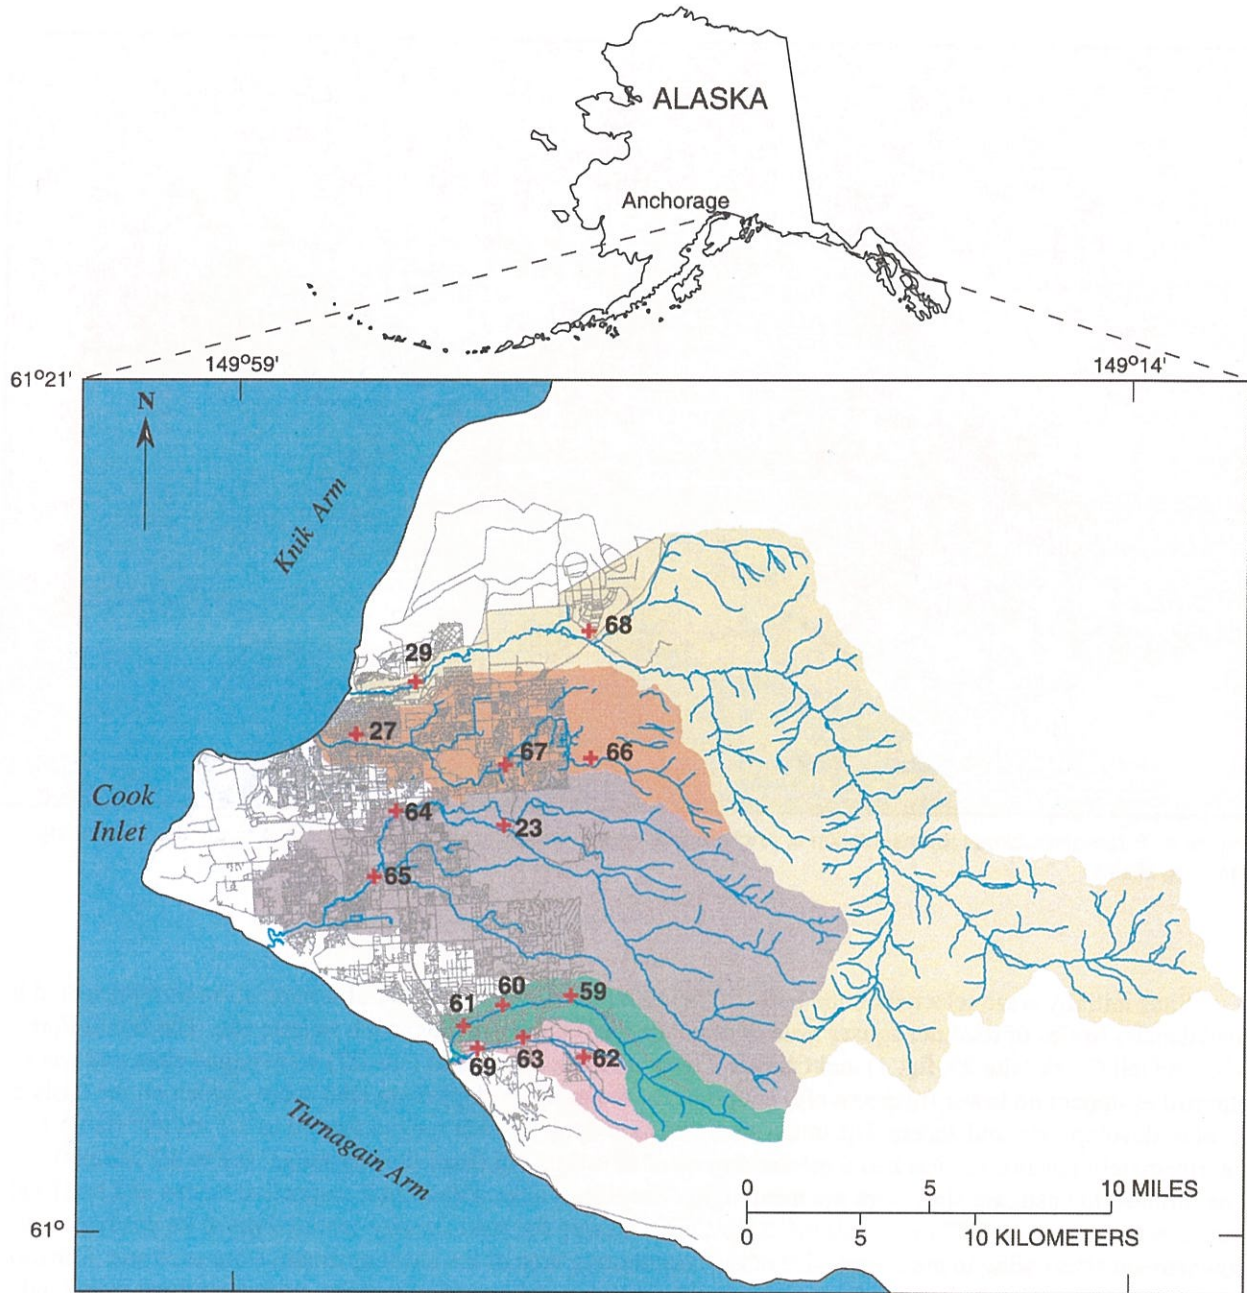 ALASKA
Anchorage
149°59'
149°14'
61°21'
N
Knik Arm
68
29
27
67
66
Cook
Inlet
64
23
65
60
59
61
69
63
62
Turnagain Arm
0 5 10 MILES
0 5 10 KILOMETERS
61°